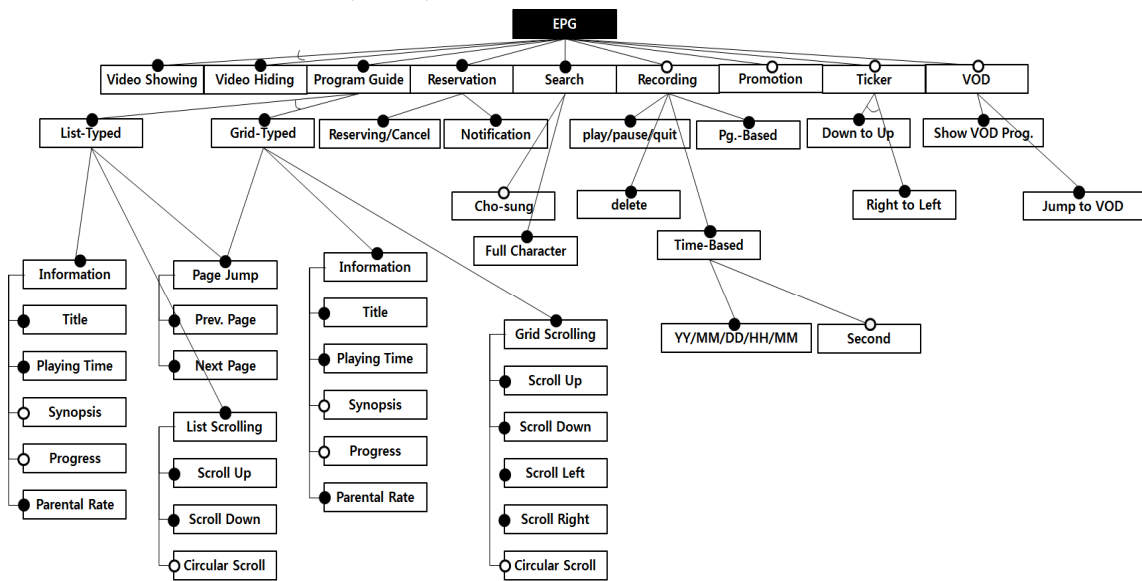 EPG
Video Showing
Video Hiding
Program Guide
Reservation
Search
Recording
Promotion
Ticker
VOD
List-Typed
Grid-Typed
Reserving/Cancel
Notification
play/pause/quit
Pg.-Based
Down to Up
Show VOD Prog.
Cho-sung
delete
Right to Left
Jump to VOD
Full Character
Time-Based
Information
Title
Playing Time
Synopsis
Progress
Parental Rate
Page Jump
Prev. Page
Next Page
List Scrolling
Scroll Up
Scroll Down
Circular Scroll
Information
Title
Playing Time
Synopsis
Progress
Parental Rate
Grid Scrolling
Scroll Up
Scroll Down
Scroll Left
Scroll Right
Circular Scroll
YY/MM/DD/HH/MM
Second